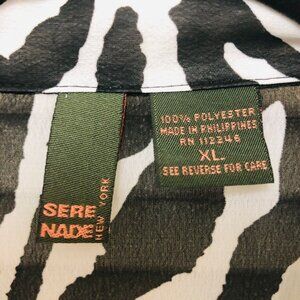 SERE
NADE
NEW YORK
100% POLYESTER
MADE IN PHILIPPINES
RN 112246
XL
SEE REVERSE FOR CARE